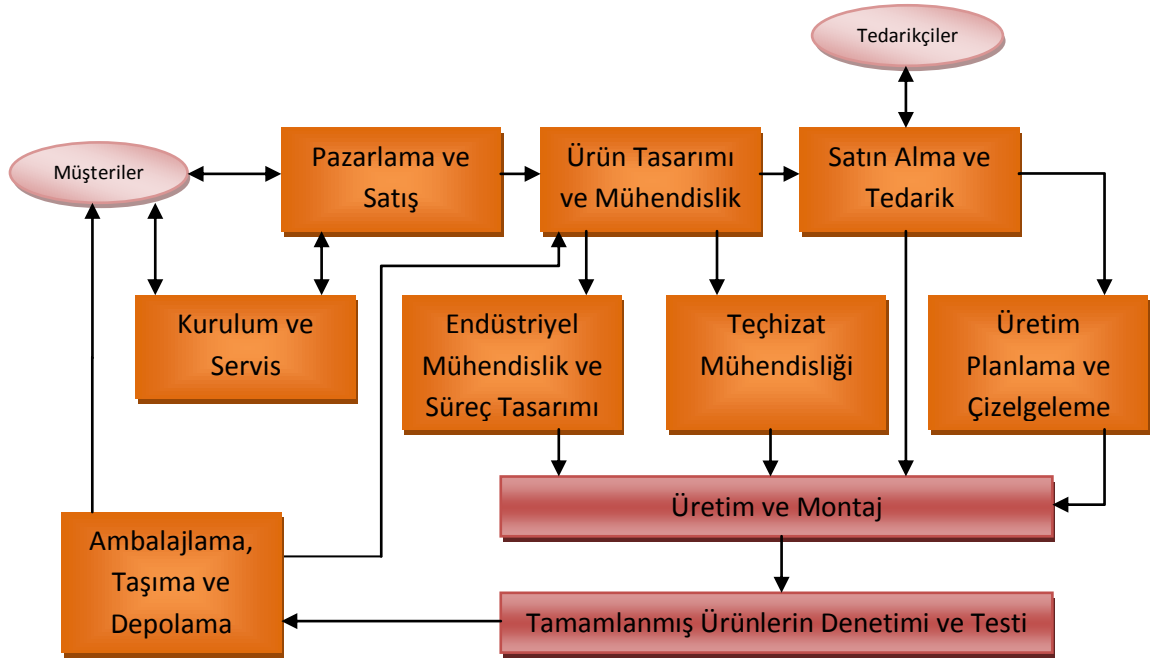 Tedarikçiler
Müşteriler
Pazarlama ve
Satış
Ürün Tasarımı
ve Mühendislik
Satın Alma ve
Tedarik
Kurulum ve
Servis
Endüstriyel
Mühendislik ve
Süreç Tasarımı
Teçhizat
Mühendisliği
Üretim
Planlama ve
Çizelgeleme
Üretim ve Montaj
Ambalajlama,
Taşıma ve
Depolama
Tamamlanmış Ürünlerin Denetimi ve Testi